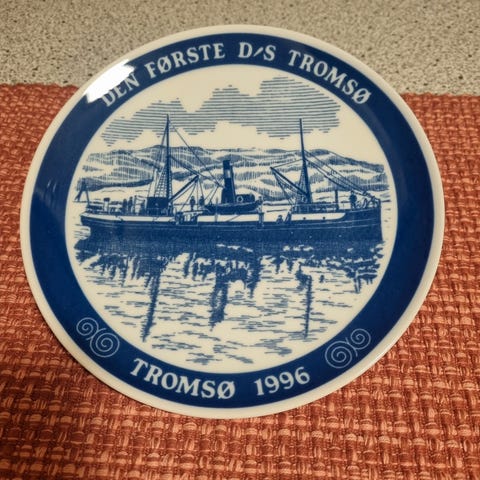 DEN FØRSTE D/S TROMSØ
TROMSØ 1996